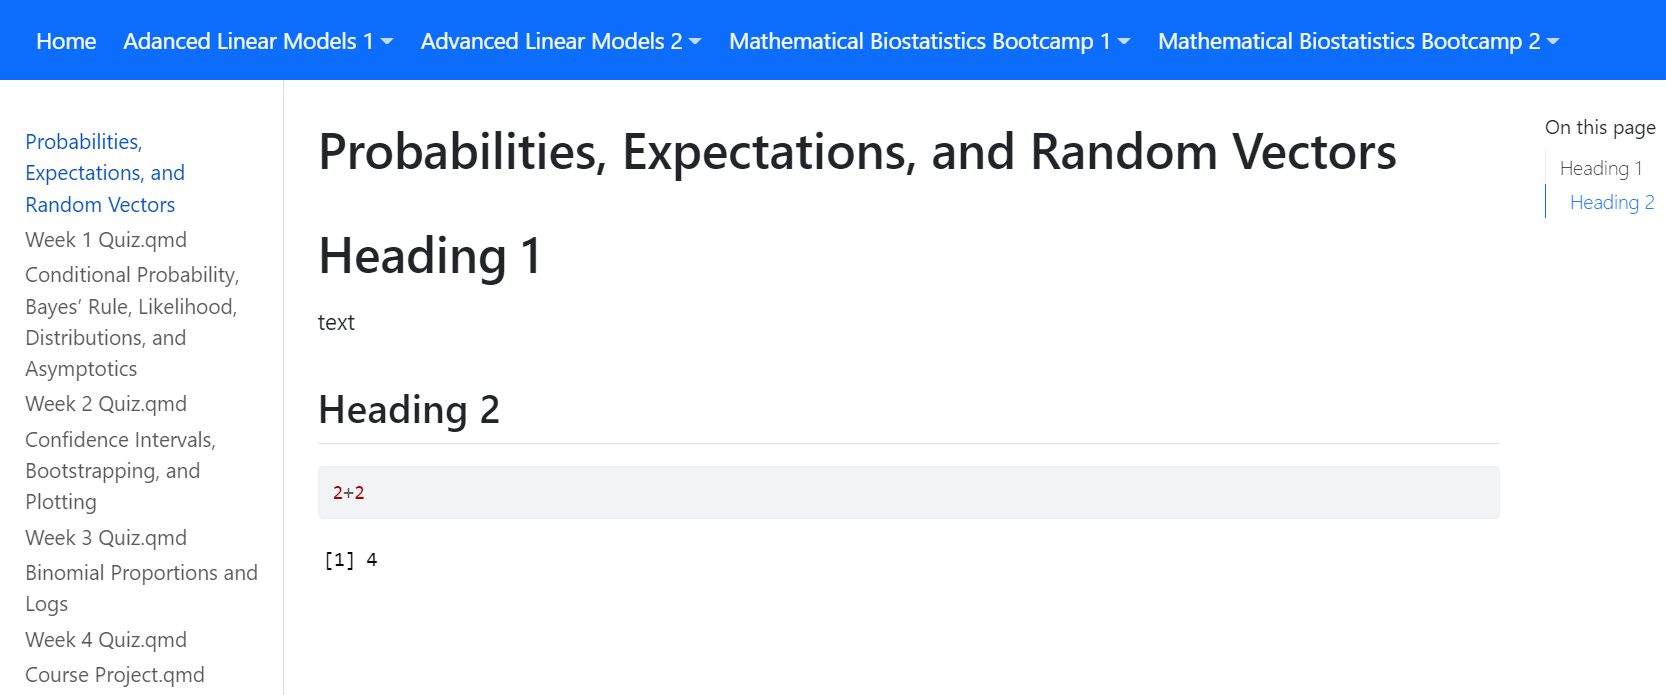 Home Adanced Linear Models 1 Advanced Linear Models 2 Mathematical Biostatistics Bootcamp 1 Mathematical Biostatistics Bootcamp 2
Probabilities,
Expectations, and
Random Vectors
Week 1 Quiz.qmd
Conditional Probability,
Bayes’ Rule, Likelihood,
Distributions, and
Asymptotics
Week 2 Quiz.qmd
Confidence Intervals,
Bootstrapping, and
Plotting
Week 3 Quiz.qmd
Binomial Proportions and
Logs
Week 4 Quiz.qmd
Course Project.qmd
Probabilities, Expectations, and Random Vectors
Heading 1
text
Heading 2
2+2
[1] 4
On this page
Heading 1
Heading 2